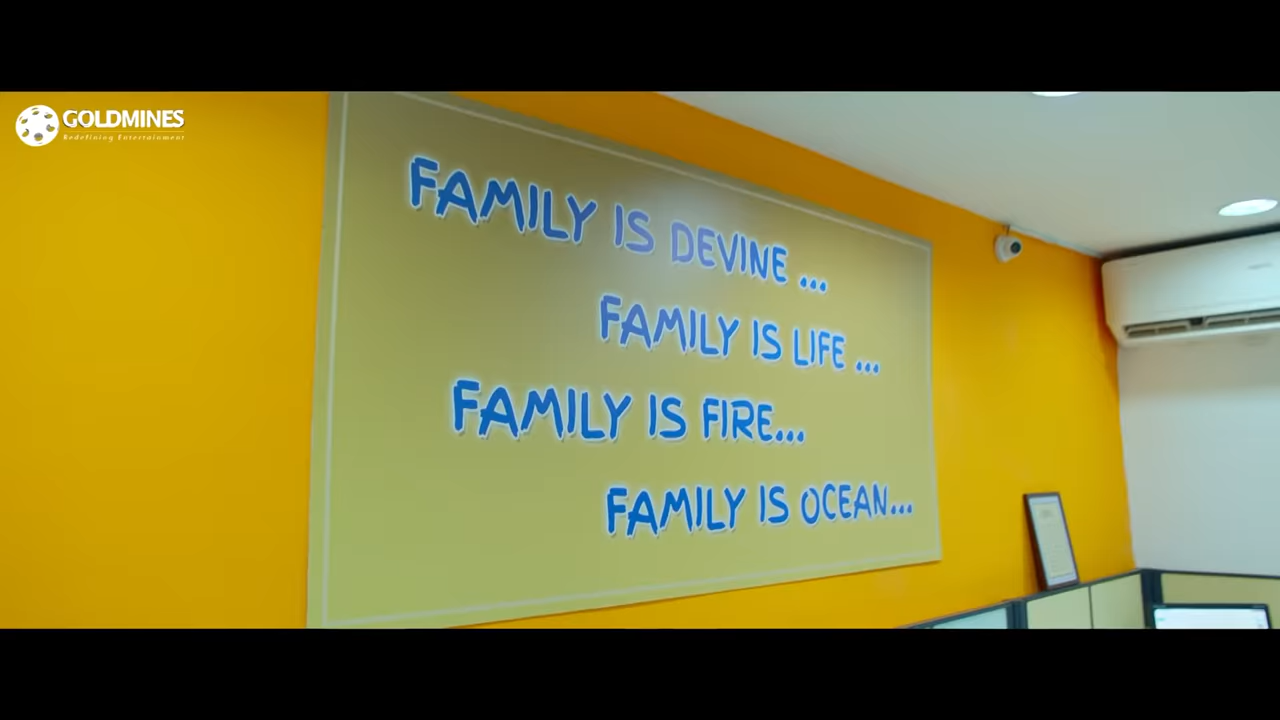 GOLDMINES
Redefining Entertainment
FAMILY IS DEVINE ...
FAMILY IS LIFE ...
FAMILY IS FIRE...
FAMILY IS OCEAN...